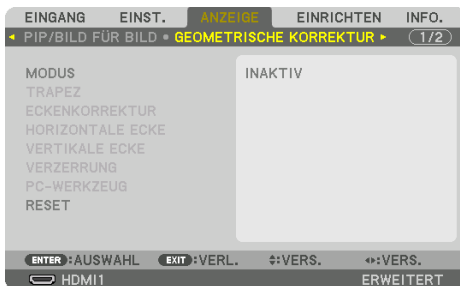 EINGANG EINST. ANZEIGE EINRICHTEN INFO.
◂ PIP/BILD FÜR BILD • GEOMETRISCHE KORREKTUR ▸ 1/2
MODUS INAKTIV
TRAPEZ
ECKENKORREKTUR
HORIZONTALE ECKE
VERTIKALE ECKE
VERZERRUNG
PC-WERKZEUG
RESET
ENTER :AUSWAHL EXIT :VERL. ♦:VERS. ◂▸:VERS.
HDMI1 ERWEITERT